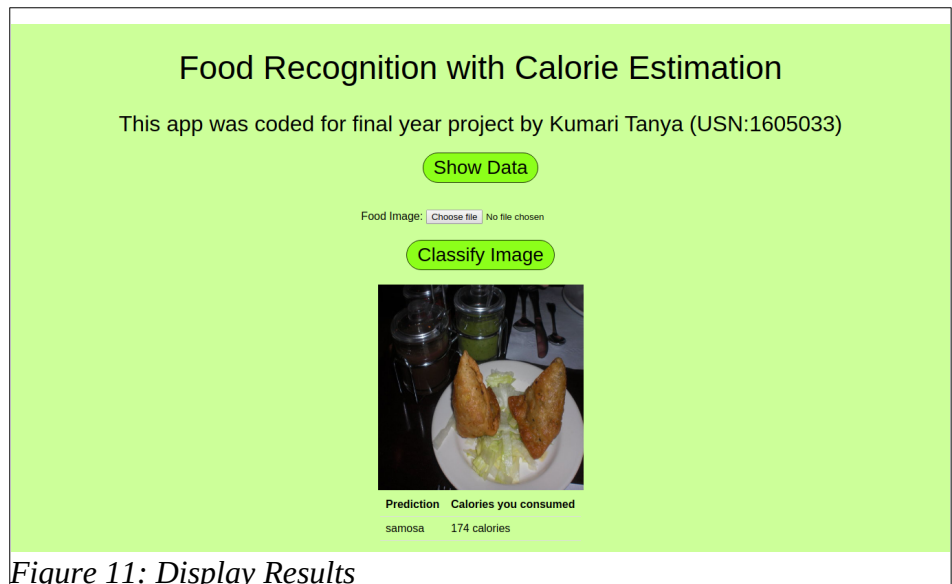 Food Recognition with Calorie Estimation
This app was coded for final year project by Kumari Tanya (USN:1605033)
Show Data
Food Image: Choose file No file chosen
Classify Image
Prediction Calories you consumed
samosa 174 calories
Figure 11: Display Results